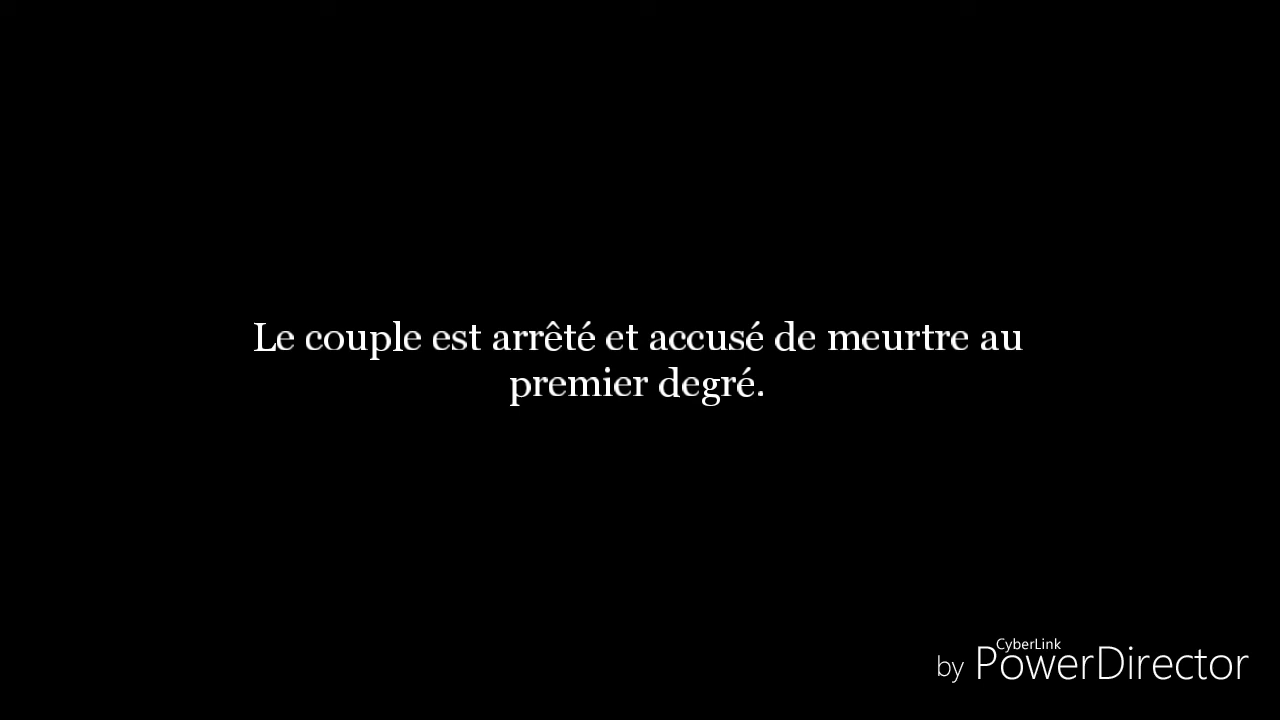 Le couple est arrêté et accusé de meurtre au
premier degré.
CyberLink
by PowerDirector